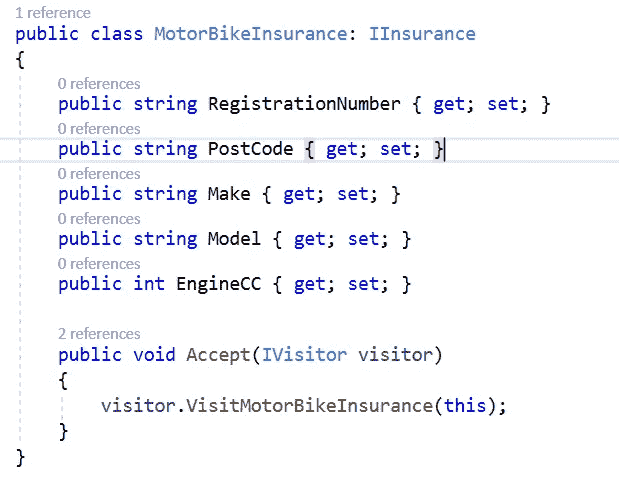 1 reference
public class MotorBikeInsurance: IInsurance
{
0 references
public string RegistrationNumber { get; set; }
0 references
public string PostCode { get; set; }
0 references
public string Make { get; set; }
0 references
public string Model { get; set; }
0 references
public int EngineCC { get; set; }
2 references
public void Accept(IVisitor visitor)
{
visitor.VisitMotorBikeInsurance(this);
}
}